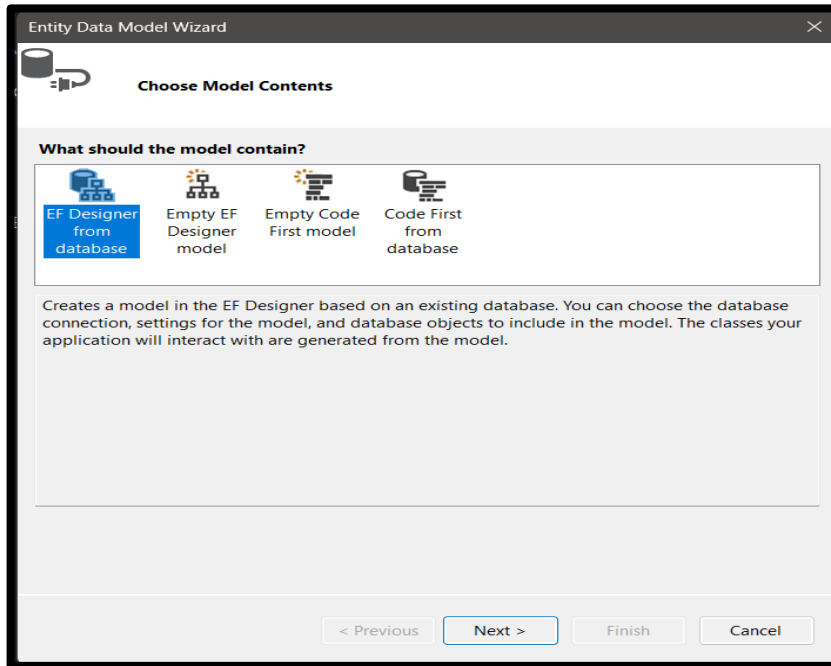 Entity Data Model Wizard
Choose Model Contents
What should the model contain?
EF Designer
from
database
Empty EF
Designer
model
Empty Code
First model
Code First
from
database
Creates a model in the EF Designer based on an existing database. You can choose the database
connection, settings for the model, and database objects to include in the model. The classes your
application will interact with are generated from the model.
< Previous
Next >
Finish
Cancel